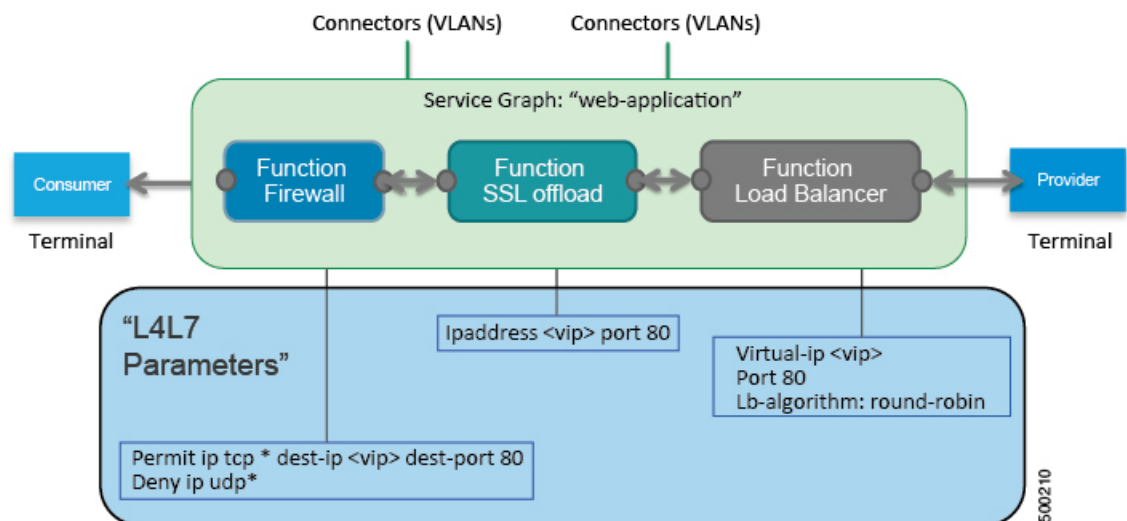 Connectors (VLANs)
Connectors (VLANs)
Service Graph: “web-application”
Consumer
Function
Firewall
Function
SSL offload
Function
Load Balancer
Provider
Terminal
Terminal
“L4L7
Parameters”
Ipaddress <vip> port 80
Virtual-ip <vip>
Port 80
Lb-algorithm: round-robin
Permit ip tcp * dest-ip <vip> dest-port 80
Deny ip udp*
500210